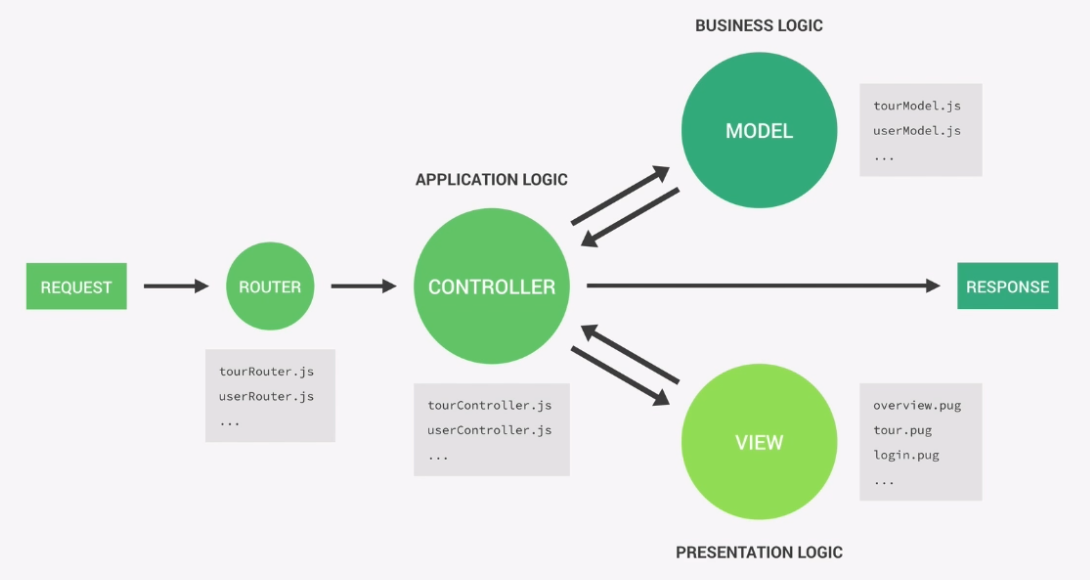 BUSINESS LOGIC
MODEL
tourModel.js
userModel.js
...
APPLICATION LOGIC
REQUEST
ROUTER
CONTROLLER
RESPONSE
tourRouter.js
userRouter.js
...
tourController.js
userController.js
...
VIEW
overview.pug
tour.pug
login.pug
...
PRESENTATION LOGIC